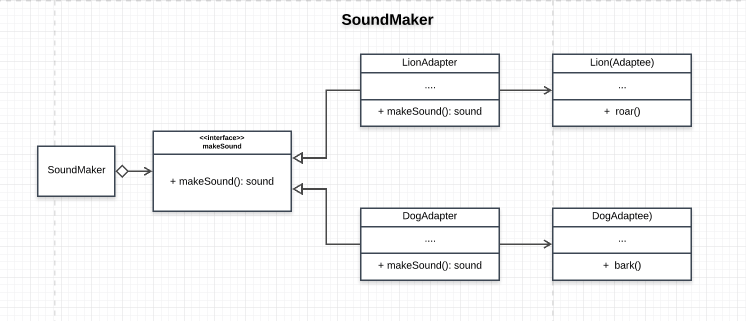 SoundMaker
LionAdapter
....
+ makeSound(): sound
Lion(Adaptee)
...
+ roar()
<<interface>>
makeSound
+ makeSound(): sound
SoundMaker
DogAdapter
....
+ makeSound(): sound
DogAdaptee)
...
+ bark()